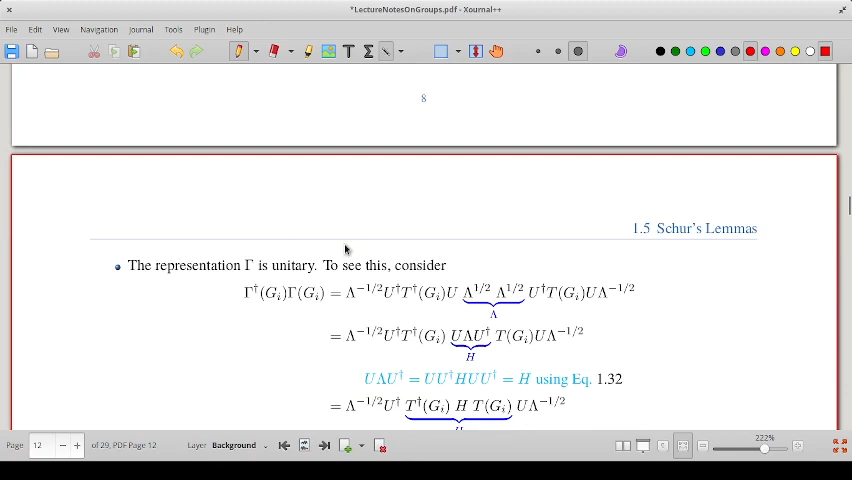 *LectureNotesOnGroups.pdf - Xournal++
File Edit View Navigation Journal Tools Plugin Help
8
1.5 Schur's Lemmas
• The representation Γ is unitary. To see this, consider
Γ†(Gᵢ)Γ(Gᵢ) = Λ^{-1/2}U†T†(Gᵢ)U Λ^{1/2} Λ^{1/2} U†T(Gᵢ)UΛ^{-1/2}
Λ
= Λ^{-1/2}U†T†(Gᵢ) UΛU† T(Gᵢ)UΛ^{-1/2}
H
UΛU† = UU†HUU† = H using Eq. 1.32
= Λ^{-1/2}U† T†(Gᵢ) H T(Gᵢ) UΛ^{-1/2}
Page 12 of 29, PDF Page 12 Layer Background 222%